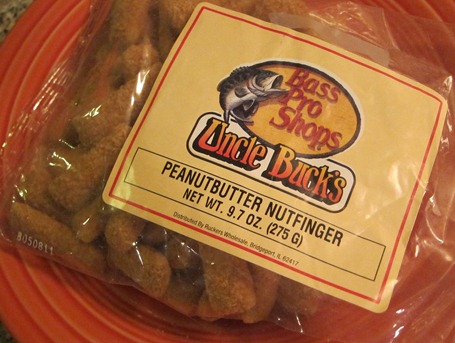 Bass
Pro
Shops
Uncle Buck's
PEANUTBUTTER NUTFINGER
NET WT. 9.7 OZ. (275 G)
Distributed By Ruckers Wholesale, Bridgeport, IL 62417
B050811